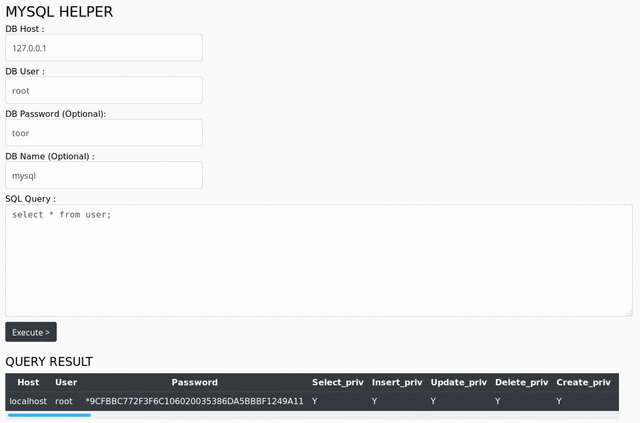 MYSQL HELPER
DB Host :
127.0.0.1
DB User :
root
DB Password (Optional):
toor
DB Name (Optional) :
mysql
SQL Query :
select * from user;
Execute >
QUERY RESULT
Host User Password Select_priv Insert_priv Update_priv Delete_priv Create_priv
localhost root *9CFBBC772F3F6C106020035386DA5BBBF1249A11 Y Y Y Y Y